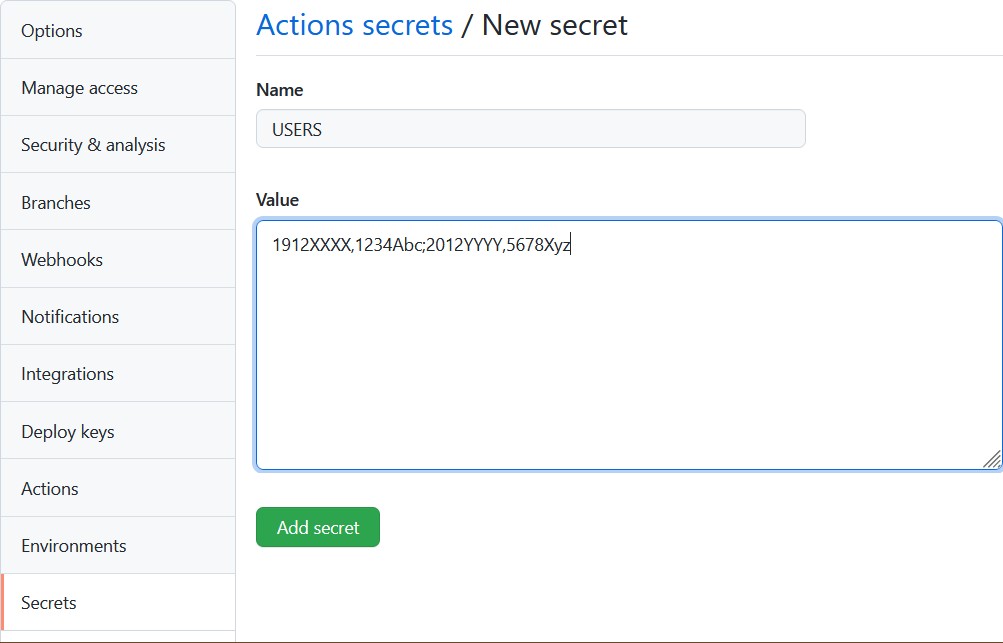 Options
Manage access
Security & analysis
Branches
Webhooks
Notifications
Integrations
Deploy keys
Actions
Environments
Secrets
Actions secrets / New secret
Name
USERS
Value
1912XXXX,1234Abc;2012YYYY,5678Xyz
Add secret